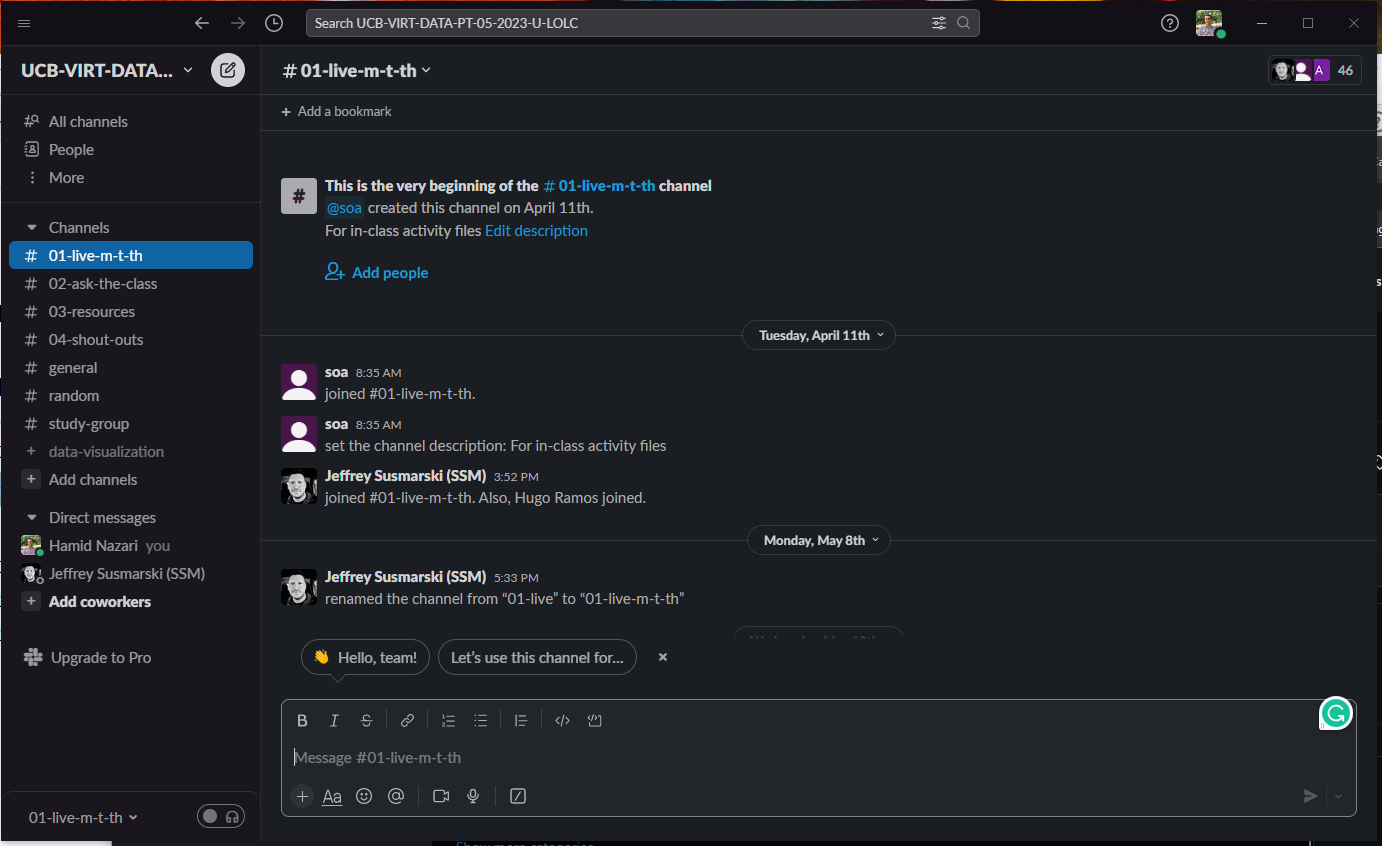 Search UCB-VIRT-DATA-PT-05-2023-U-LOLC
UCB-VIRT-DATA...
# 01-live-m-t-th
46
+ Add a bookmark
All channels
People
More
Channels
# 01-live-m-t-th
# 02-ask-the-class
# 03-resources
# 04-shout-outs
# general
# random
# study-group
+ data-visualization
+ Add channels
Direct messages
Hamid Nazari you
Jeffrey Susmarski (SSM)
+ Add coworkers
Upgrade to Pro
01-live-m-t-th
#
This is the very beginning of the # 01-live-m-t-th channel
@soa created this channel on April 11th.
For in-class activity files Edit description
Add people
Tuesday, April 11th
soa 8:35 AM
joined #01-live-m-t-th.
soa 8:35 AM
set the channel description: For in-class activity files
Jeffrey Susmarski (SSM) 3:52 PM
joined #01-live-m-t-th. Also, Hugo Ramos joined.
Monday, May 8th
Jeffrey Susmarski (SSM) 5:33 PM
renamed the channel from “01-live” to “01-live-m-t-th”
👋 Hello, team! Let’s use this channel for... ×
B I S
Message #01-live-m-t-th
+ Aa @